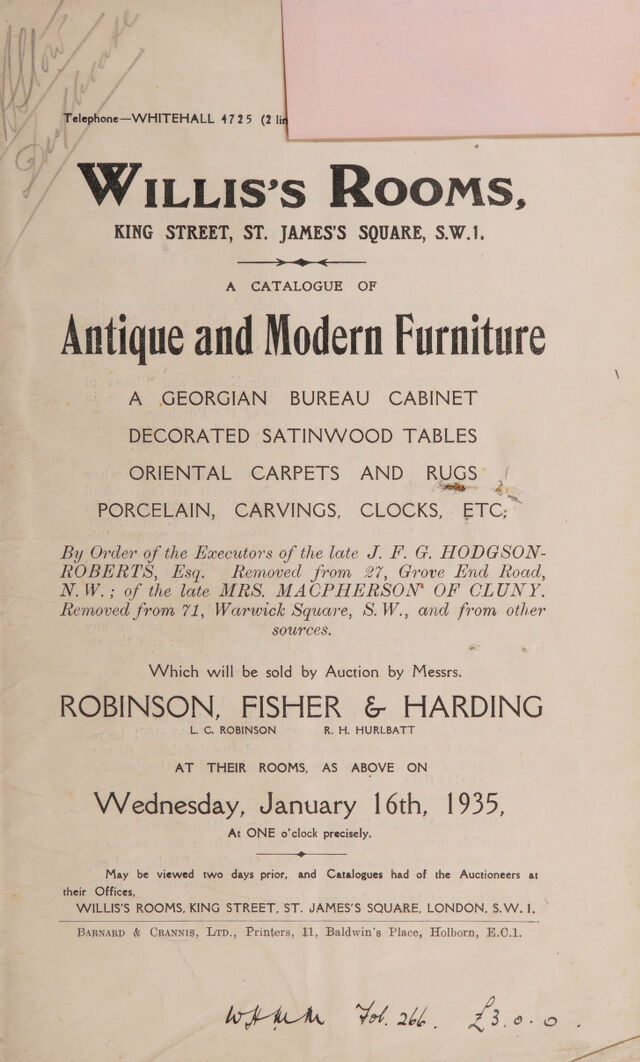 Duplicate
Telephone—WHITEHALL 4725 (2 lin
WILLIS'S ROOMS,
KING STREET, ST. JAMES'S SQUARE, S.W.1.
A CATALOGUE OF
Antique and Modern Furniture
A GEORGIAN BUREAU CABINET
DECORATED SATINWOOD TABLES
ORIENTAL CARPETS AND RUGS
PORCELAIN, CARVINGS, CLOCKS, ETC;
By Order of the Executors of the late J. F. G. HODGSON-
ROBERTS, Esq. Removed from 27, Grove End Road,
N.W.; of the late MRS. MACPHERSON OF CLUNY.
Removed from 71, Warwick Square, S.W., and from other
sources.
Which will be sold by Auction by Messrs.
ROBINSON, FISHER & HARDING
L. C. ROBINSON R. H. HURLBATT
AT THEIR ROOMS, AS ABOVE ON
Wednesday, January 16th, 1935,
At ONE o'clock precisely.
May be viewed two days prior, and Catalogues had of the Auctioneers at
their Offices,
WILLIS'S ROOMS, KING STREET, ST. JAMES'S SQUARE, LONDON, S.W.1.
BARNARD & CRANNIS, LTD., Printers, 11, Baldwin's Place, Holborn, E.C.1.
Fol. 266. £3.0.0.